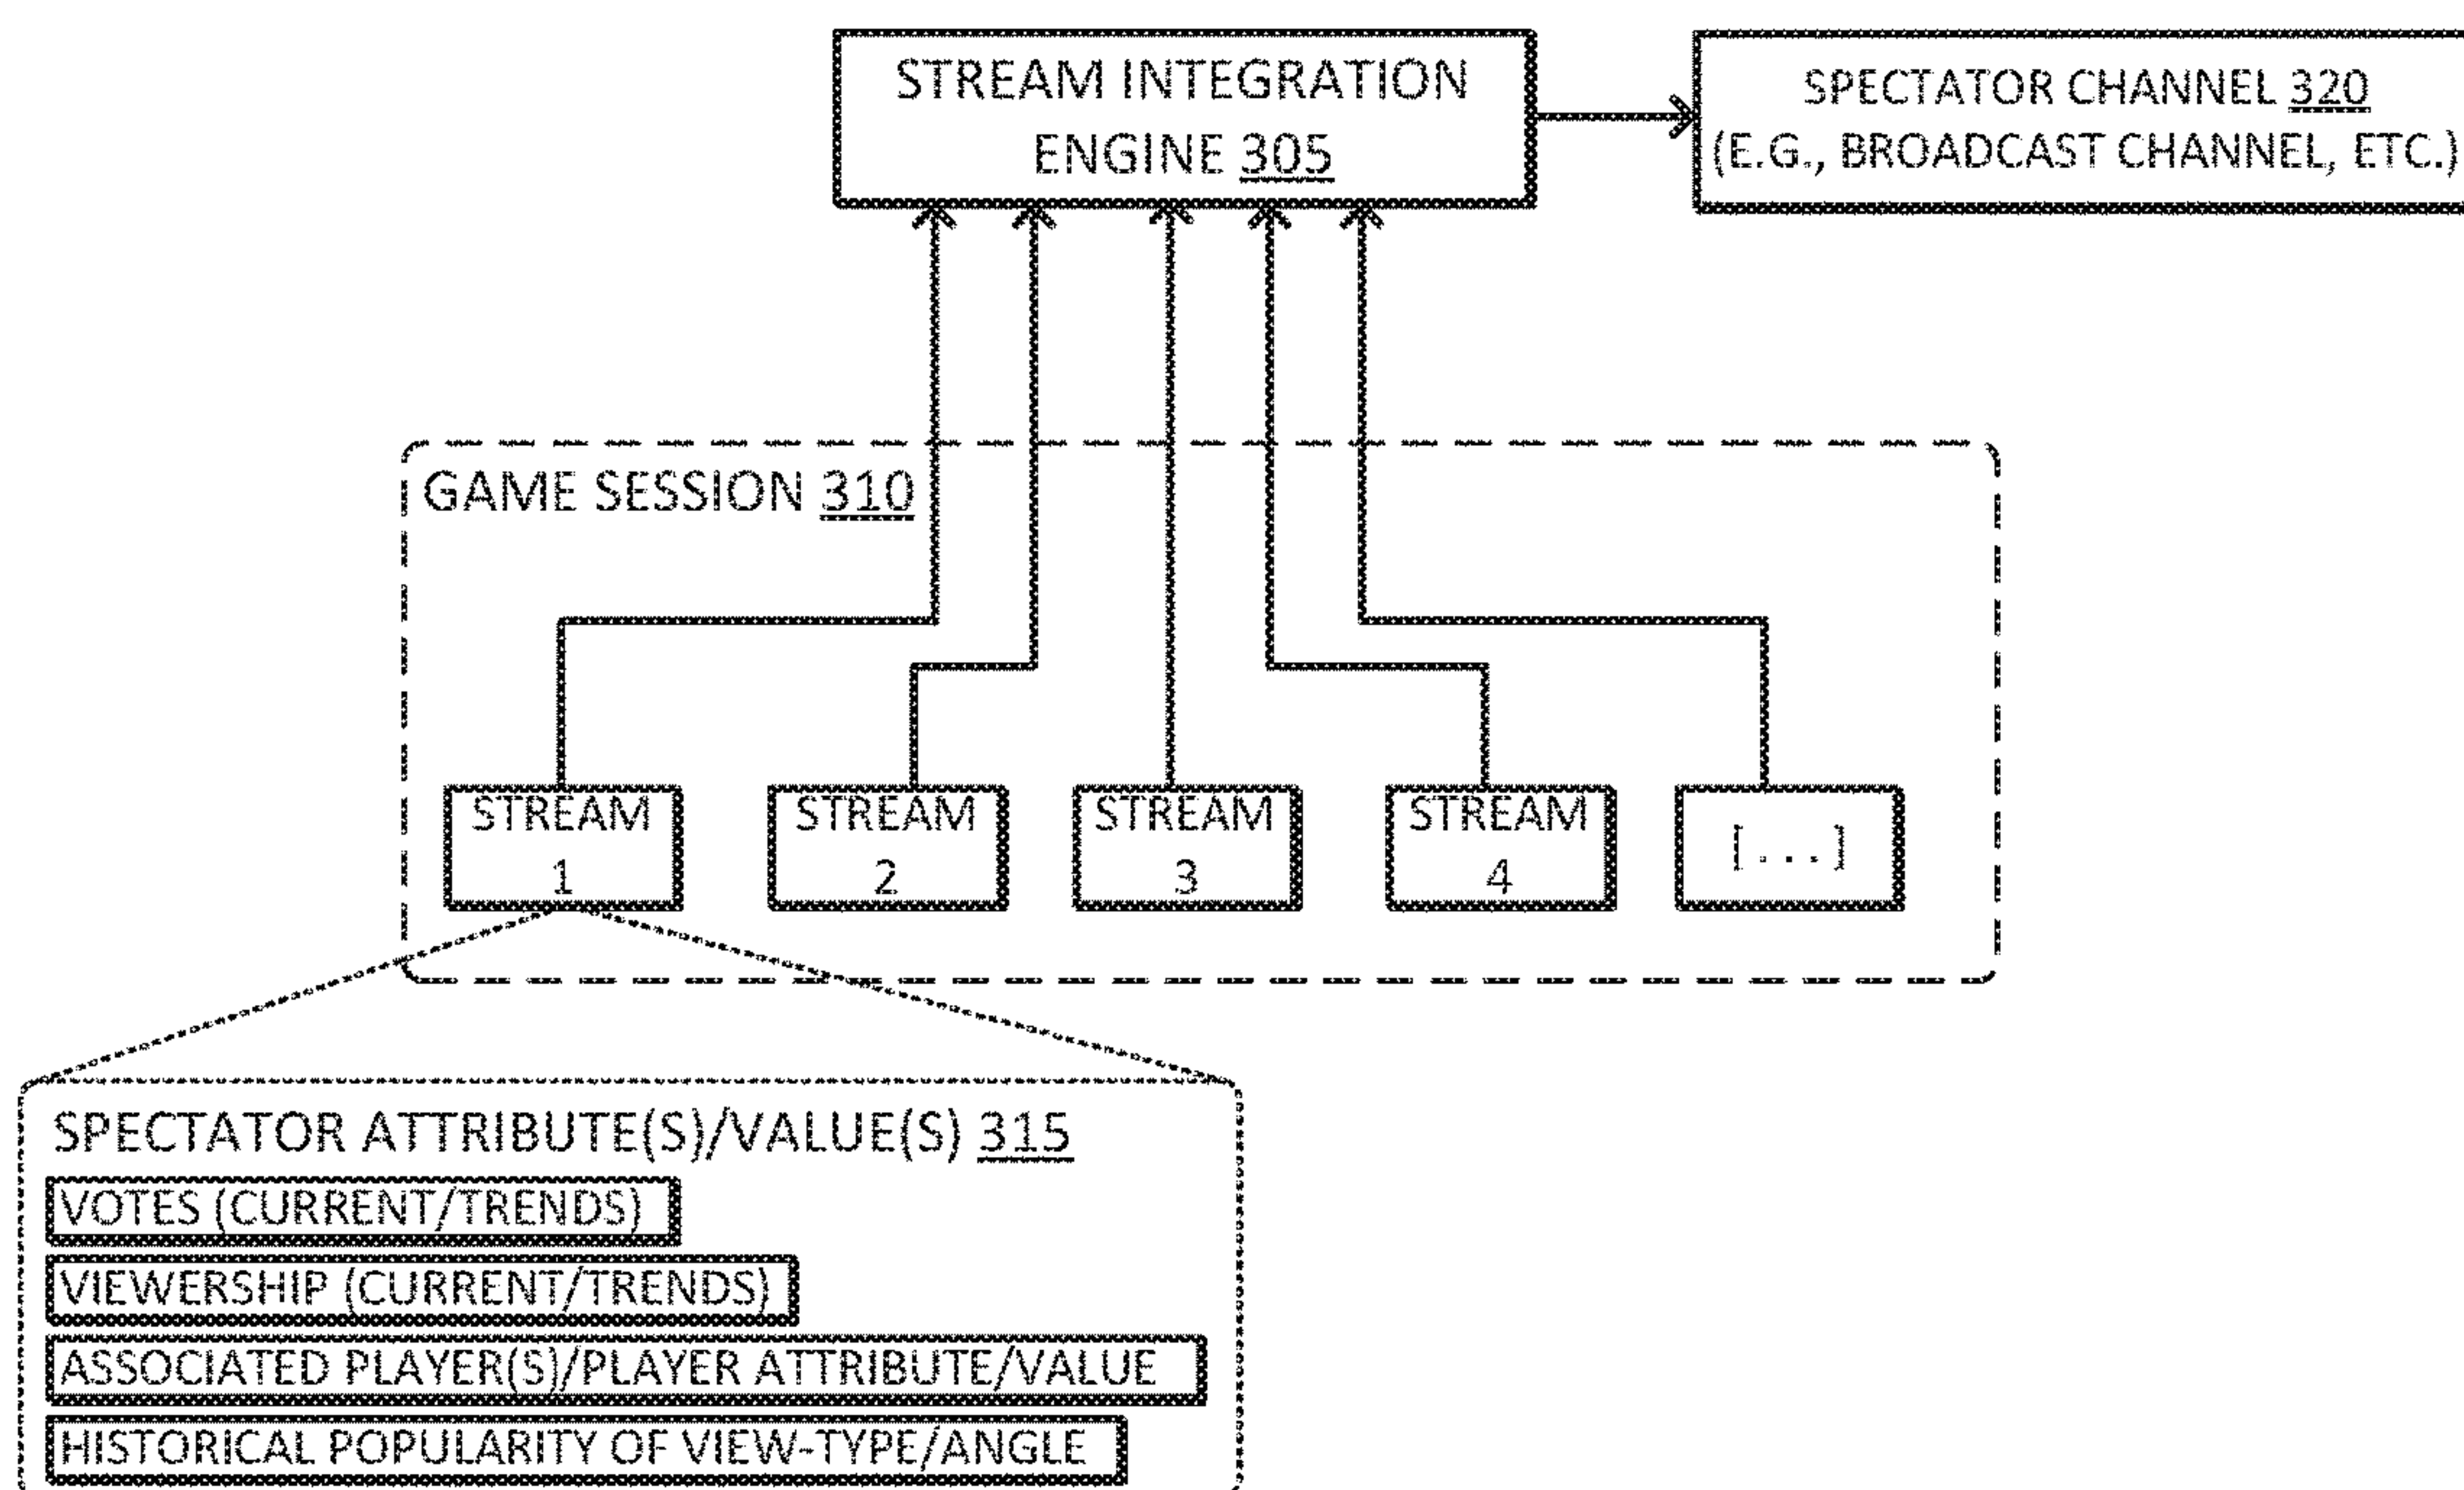 STREAM INTEGRATION
ENGINE 305
SPECTATOR CHANNEL 320
(E.G., BROADCAST CHANNEL, ETC.)
GAME SESSION 310
STREAM
1
STREAM
2
STREAM
3
STREAM
4
[...]
SPECTATOR ATTRIBUTE(S)/VALUE(S) 315
VOTES (CURRENT/TRENDS)
VIEWERSHIP (CURRENT/TRENDS)
ASSOCIATED PLAYER(S)/PLAYER ATTRIBUTE/VALUE
HISTORICAL POPULARITY OF VIEW-TYPE/ANGLE